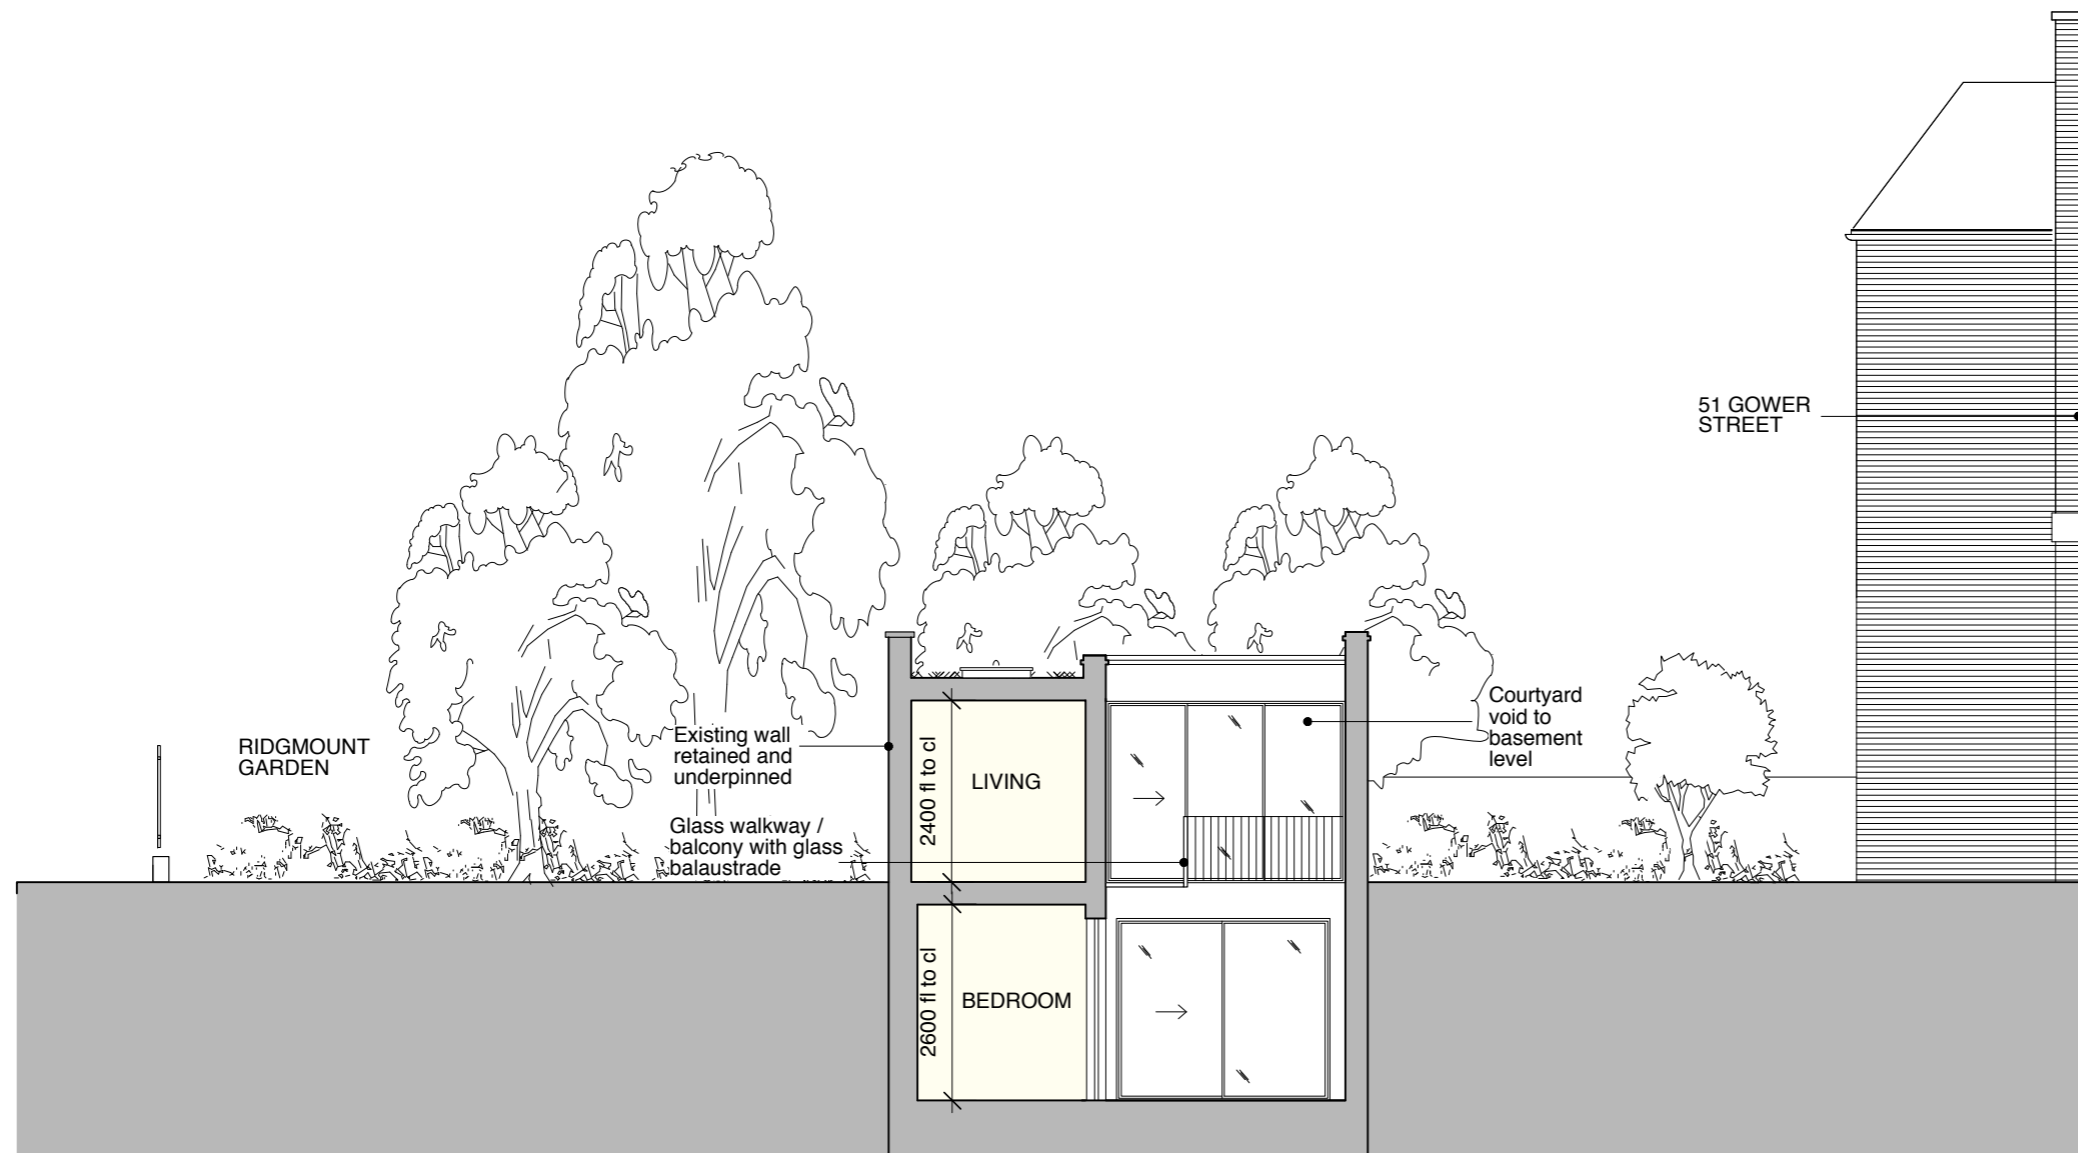 51 GOWER
STREET
RIDGMOUNT
GARDEN
Existing wall
retained and
underpinned
Glass walkway /
balcony with glass
balaustrade
2400 fl to cl
LIVING
Courtyard
void to
basement
level
2600 fl to cl
BEDROOM